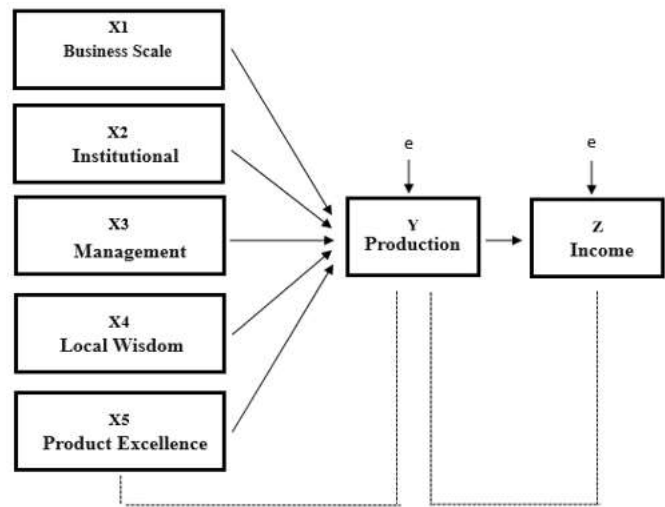 X1
Business Scale
X2
Institutional
X3
Management
X4
Local Wisdom
X5
Product Excellence
e
Y
Production
e
Z
Income